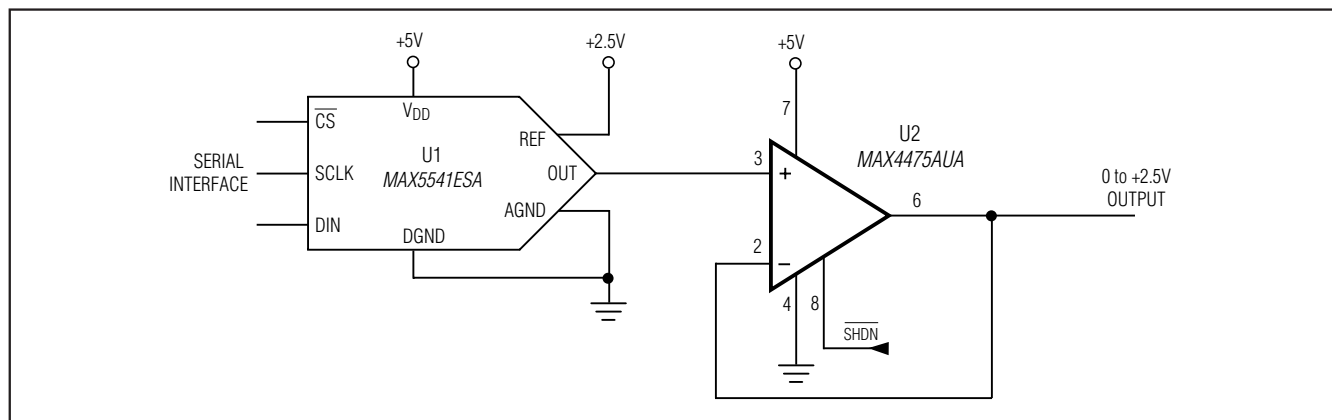 +5V
+2.5V
+5V
CS
VDD
REF
7
U2
MAX4475AUA
SERIAL
INTERFACE
SCLK
U1
MAX5541ESA
OUT
3
+
0 to +2.5V
OUTPUT
AGND
6
DIN
DGND
2
−
4
8
SHDN